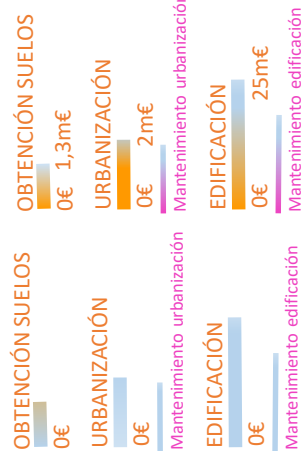 OBTENCIÓN SUELOS
0€ 1,3m€
URBANIZACIÓN
0€ 2m€
Mantenimiento urbanización
EDIFICACIÓN
0€ 25m€
Mantenimiento edificación
OBTENCIÓN SUELOS
0€
URBANIZACIÓN
0€
Mantenimiento urbanización
EDIFICACIÓN
0€
Mantenimiento edificación